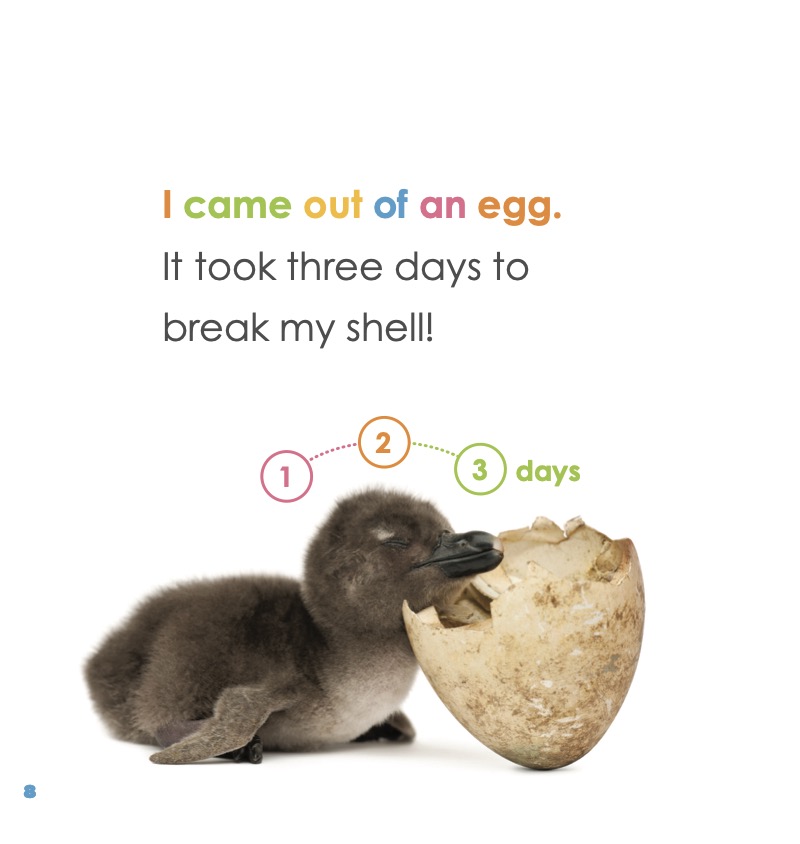 I came out of an egg.
It took three days to
break my shell!
1 2 3 days
8